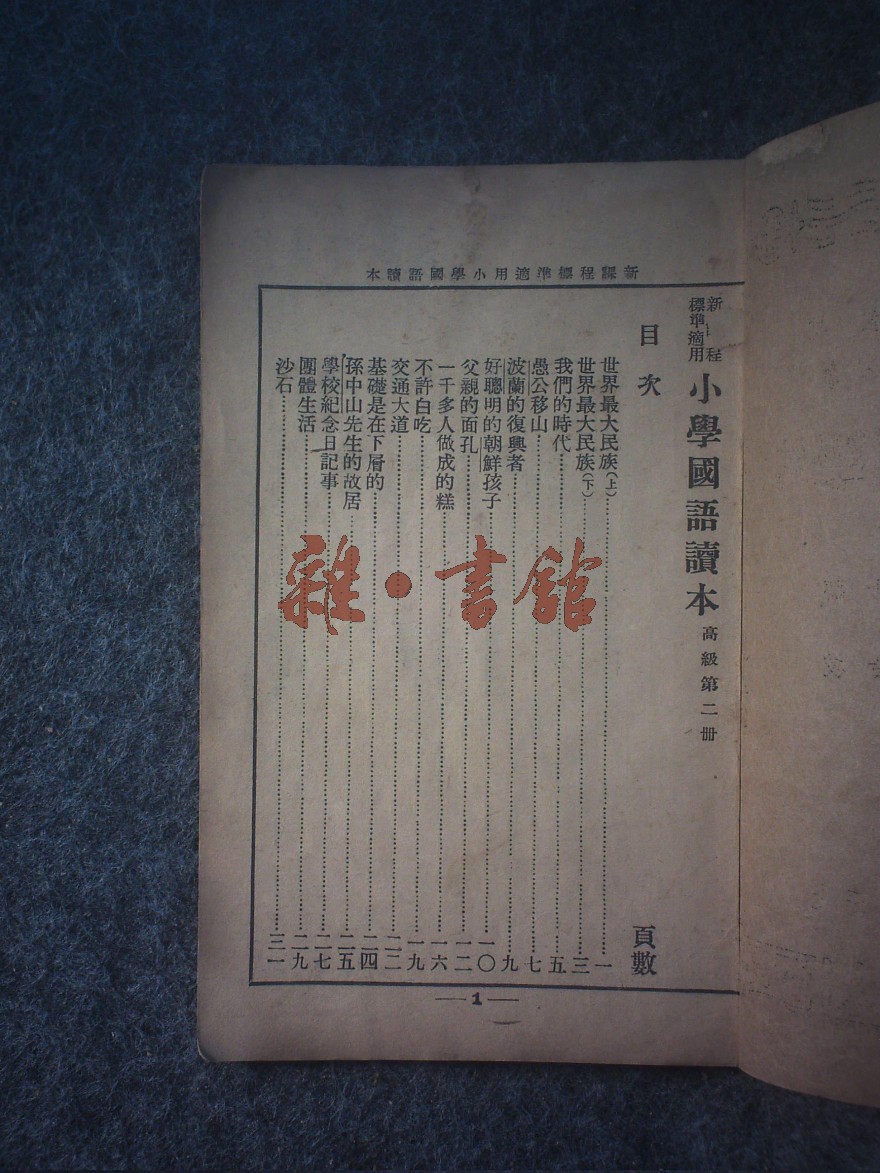 新課程標準適用小學國語讀本
新程
標準適用
小學國語讀本 高級第二冊
目次 頁數
世界最大民族(上)……一
世界最大民族(下)……三
我們的時代……五
愚公移山……七
波蘭的復興者……九
好聰明的朝鮮孩子……一〇
父親的面孔……一二
一千多人做成的糕……一六
不許白吃……一九
交通大道……二二
基礎是在下層的……二四
孫中山先生的故居……二五
學校紀念日記事……二七
團體生活……二九
沙石……三一
— 1 —
雜·書館